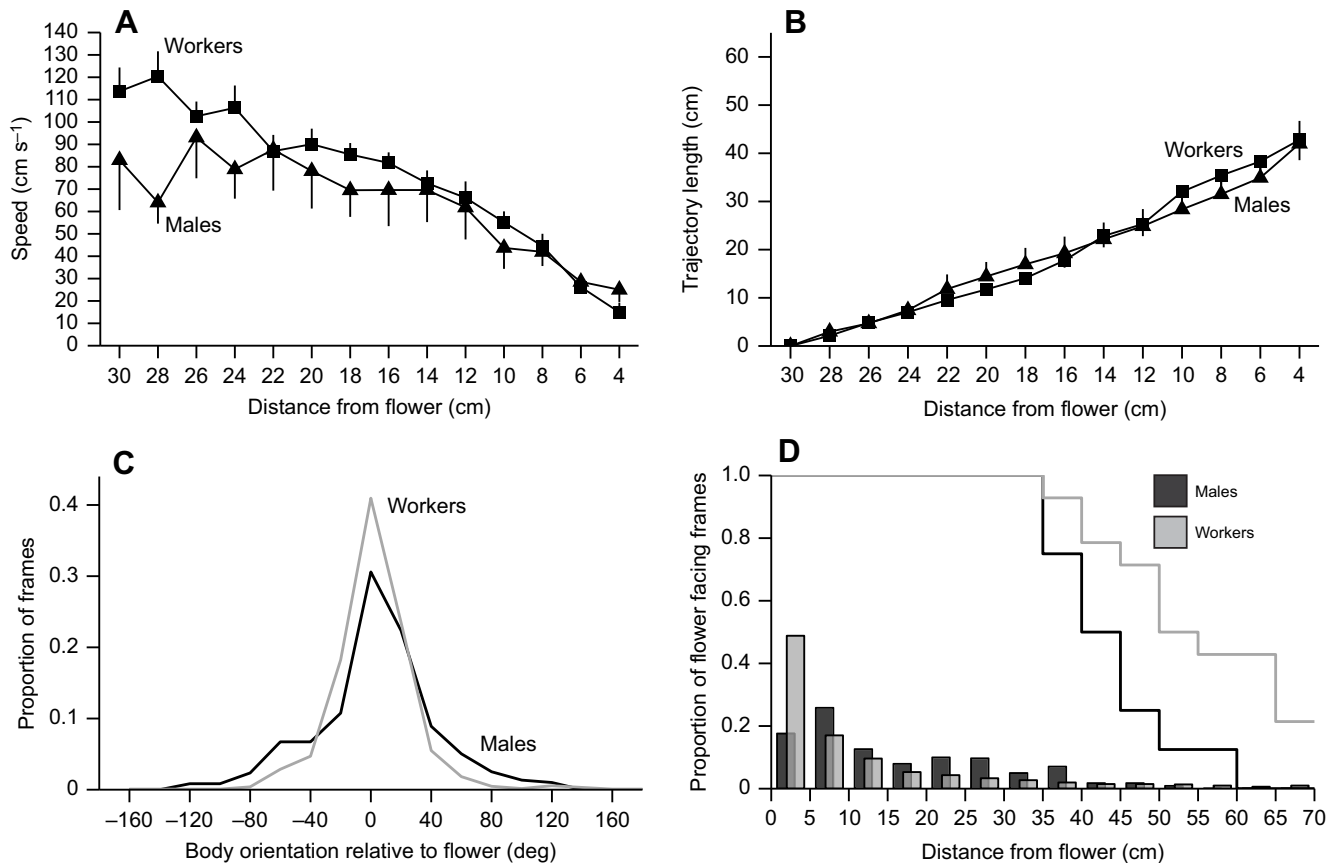 A
140
130
120
110
100
90
80
70
60
50
40
30
20
10
0
Speed (cm s–1)
Workers
Males
30 28 26 24 22 20 18 16 14 12 10 8 6 4
Distance from flower (cm)
B
60
50
40
30
20
10
0
Trajectory length (cm)
Workers
Males
30 28 26 24 22 20 18 16 14 12 10 8 6 4
Distance from flower (cm)
C
0.4
0.3
0.2
0.1
0
Proportion of frames
Workers
Males
–160 –120 –80 –40 0 40 80 120 160
Body orientation relative to flower (deg)
D
1.0
0.8
0.6
0.4
0.2
0
Proportion of flower facing frames
Males
Workers
0 5 10 15 20 25 30 35 40 45 50 55 60 65 70
Distance from flower (cm)